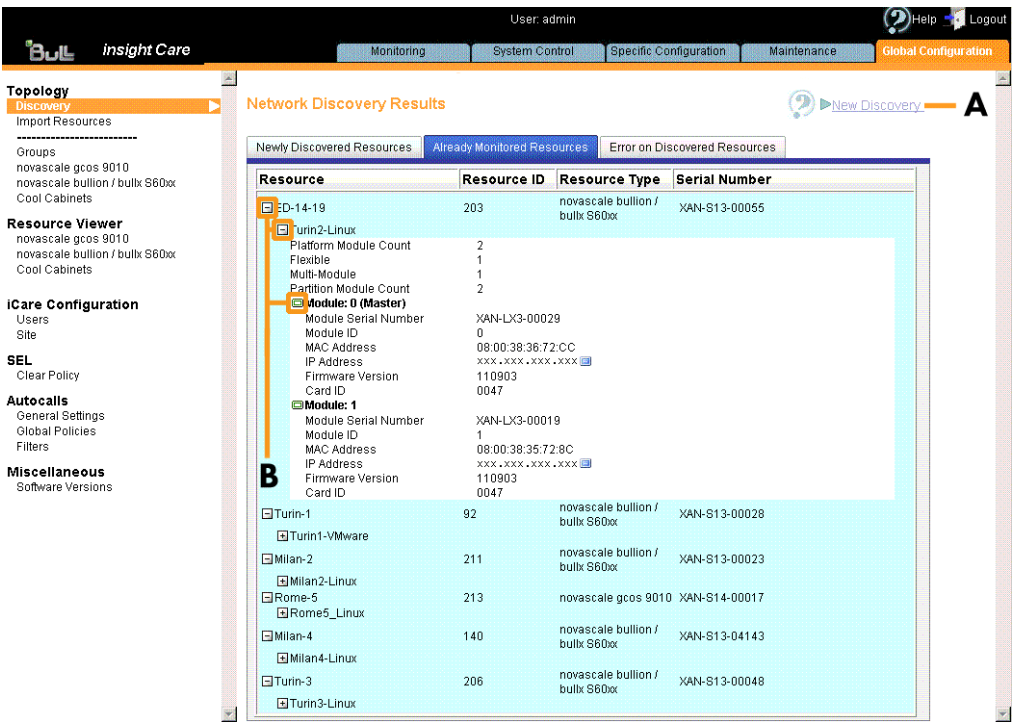 User: admin
Help Logout
Bull insight Care
Monitoring System Control Specific Configuration Maintenance Global Configuration
Topology
Discovery
Import Resources
-------------------------
Groups
novascale gcos 9010
novascale bullion / bullx S60xx
Cool Cabinets
Resource Viewer
novascale gcos 9010
novascale bullion / bullx S60xx
Cool Cabinets
iCare Configuration
Users
Site
SEL
Clear Policy
Autocalls
General Settings
Global Policies
Filters
Miscellaneous
Software Versions
Network Discovery Results
New Discovery A
Newly Discovered Resources Already Monitored Resources Error on Discovered Resources
Resource Resource ID Resource Type Serial Number
ED-14-19 203 novascale bullion / bullx S60xx XAN-S13-00055
Turin2-Linux
Platform Module Count 2
Flexible 1
Multi-Module 1
Partition Module Count 2
Module: 0 (Master)
Module Serial Number XAN-LX3-00029
Module ID 0
MAC Address 08:00:38:36:72:CC
IP Address xxx.xxx.xxx.xxx
Firmware Version 110903
Card ID 0047
Module: 1
Module Serial Number XAN-LX3-00019
Module ID 1
MAC Address 08:00:38:35:72:8C
IP Address xxx.xxx.xxx.xxx
Firmware Version 110903
Card ID 0047
B
Turin-1 92 novascale bullion / bullx S60xx XAN-S13-00028
Turin1-VMware
Milan-2 211 novascale bullion / bullx S60xx XAN-S13-00023
Milan2-Linux
Rome-5 213 novascale gcos 9010 XAN-S14-00017
Rome5_Linux
Milan-4 140 novascale bullion / bullx S60xx XAN-S13-04143
Milan4-Linux
Turin-3 206 novascale bullion / bullx S60xx XAN-S13-00048
Turin3-Linux